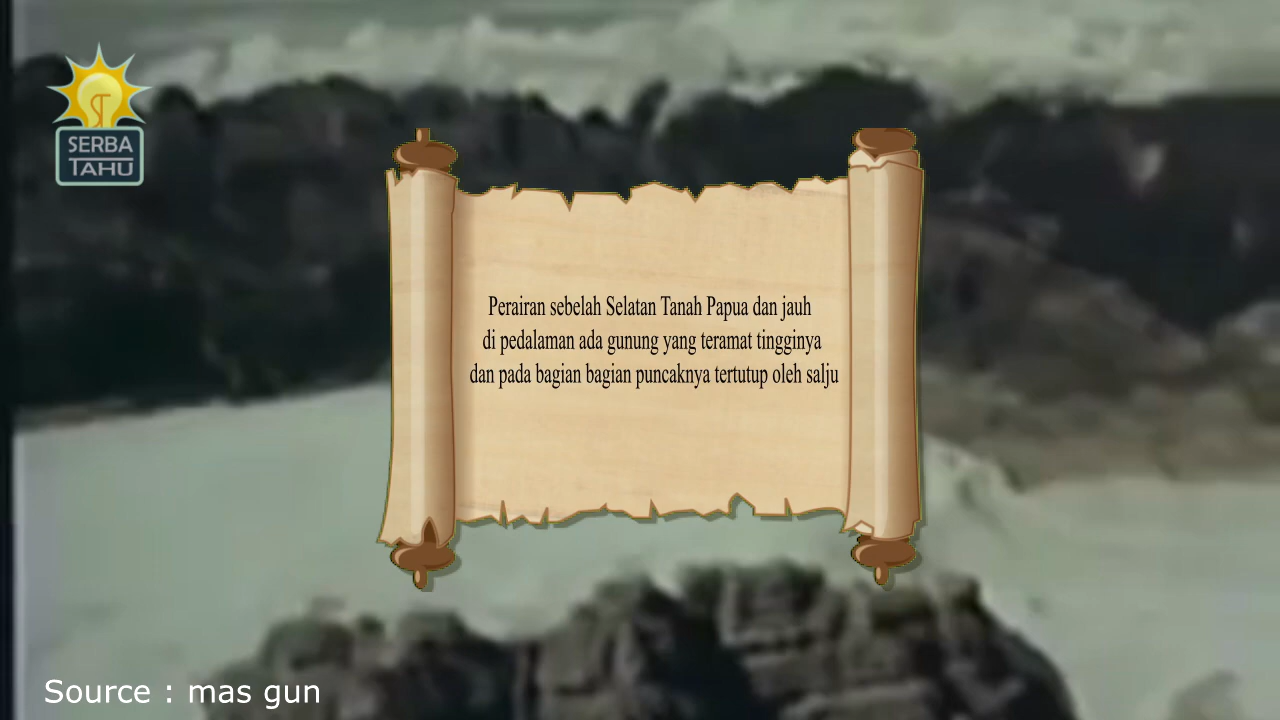 SERBA
TAHU
Perairan sebelah Selatan Tanah Papua dan jauh
di pedalaman ada gunung yang teramat tingginya
dan pada bagian bagian puncaknya tertutup oleh salju
Source : mas gun